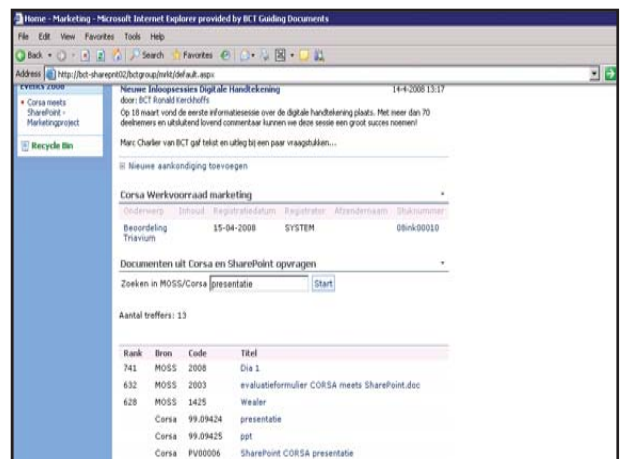 Home - Marketing - Microsoft Internet Explorer provided by BCT Guiding Documents
File Edit View Favorites Tools Help
Back Search Favorites
Address http://bct-sharepnt02/bctgroup/mrkt/default.aspx
Events 2008
Corsa meets SharePoint - Marketingproject
Recycle Bin
Nieuwe Inloopsessies Digitale Handtekening 14-4-2008 13:17
door: BCT Ronald Kerckhoffs
Op 18 maart vond de eerste informatiesessie over de digitale handtekening plaats. Met meer dan 70
deelnemers en uitsluitend lovend commentaar kunnen we deze sessie een groot succes noemen!
Marc Charlier van BCT gaf tekst en uitleg bij een paar vraagstukken...
Nieuwe aankondiging toevoegen
Corsa Werkvoorraad marketing
Onderwerp Inhoud Registratiedatum Registrator Afzendernaam Stuknummer
Beoordeling Triavium 15-04-2008 SYSTEM 08ink00010
Documenten uit Corsa en SharePoint opvragen
Zoeken in MOSS/Corsa presentatie Start
Aantal treffers: 13
Rank Bron Code Titel
741 MOSS 2008 Dia 1
632 MOSS 2003 evaluatieformulier CORSA meets SharePoint.doc
628 MOSS 1425 Wealer
Corsa 99.09424 presentatie
Corsa 99.09425 ppt
Corsa PV00006 SharePoint CORSA presentatie